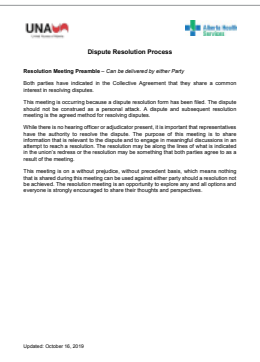 UNA
United Nurses of Alberta
Alberta Health
Services
Dispute Resolution Process
Resolution Meeting Preamble – Can be delivered by either Party
Both parties have indicated in the Collective Agreement that they share a common
interest in resolving disputes.
This meeting is occurring because a dispute resolution form has been filed. The dispute
should not be construed as a personal attack. A dispute and subsequent resolution
meeting is the agreed method for resolving disputes.
While there is no hearing officer or adjudicator present, it is important that representatives
have the authority to resolve the dispute. The purpose of this meeting is to share
information that is relevant to the dispute and to engage in meaningful discussions in an
attempt to reach a resolution. The resolution may be along the lines of what is indicated
in the union's redress or the resolution may be something that both parties agree to as a
result of the meeting.
This meeting is on a without prejudice, without precedent basis, which means nothing
that is shared during this meeting can be used against either party should a resolution not
be achieved. The resolution meeting is an opportunity to explore any and all options and
everyone is strongly encouraged to share their thoughts and perspectives.
Updated: October 16, 2019